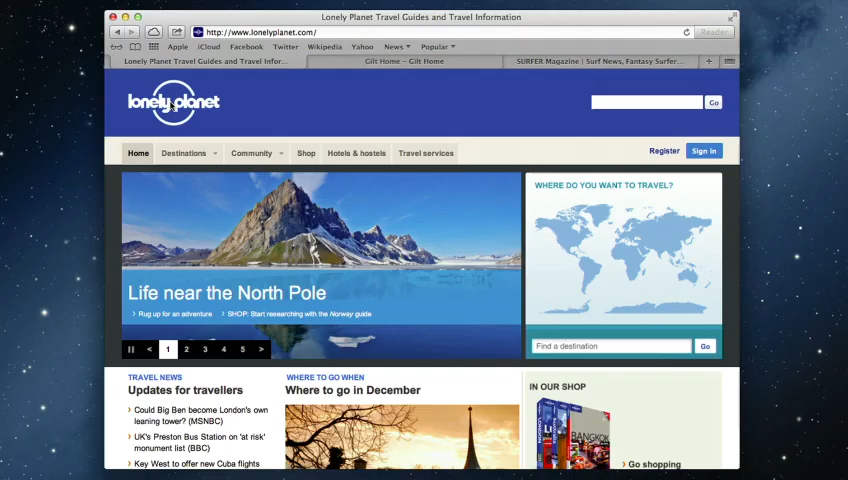 Lonely Planet Travel Guides and Travel Information
http://www.lonelyplanet.com/
Reader
Apple iCloud Facebook Twitter Wikipedia Yahoo News Popular
Lonely Planet Travel Guides and Travel Infor... Gilt Home – Gilt Home SURFER Magazine | Surf News, Fantasy Surfer...
lonely planet
Go
Home Destinations Community Shop Hotels & hostels Travel services
Register Sign in
WHERE DO YOU WANT TO TRAVEL?
Life near the North Pole
Rug up for an adventure SHOP: Start researching with the Norway guide
< 1 2 3 4 5 >
Find a destination Go
TRAVEL NEWS
Updates for travellers
Could Big Ben become London's own
leaning tower? (MSNBC)
UK's Preston Bus Station on 'at risk'
monument list (BBC)
Key West to offer new Cuba flights
WHERE TO GO WHEN
Where to go in December
IN OUR SHOP
LONDON
BANGKOK
Go shopping